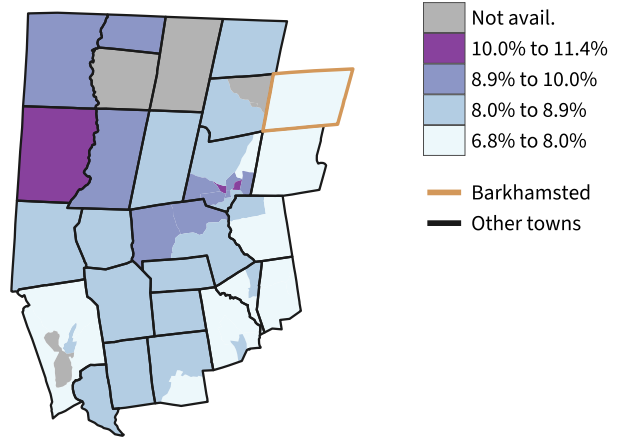 Not avail.
10.0% to 11.4%
8.9% to 10.0%
8.0% to 8.9%
6.8% to 8.0%
Barkhamsted
Other towns